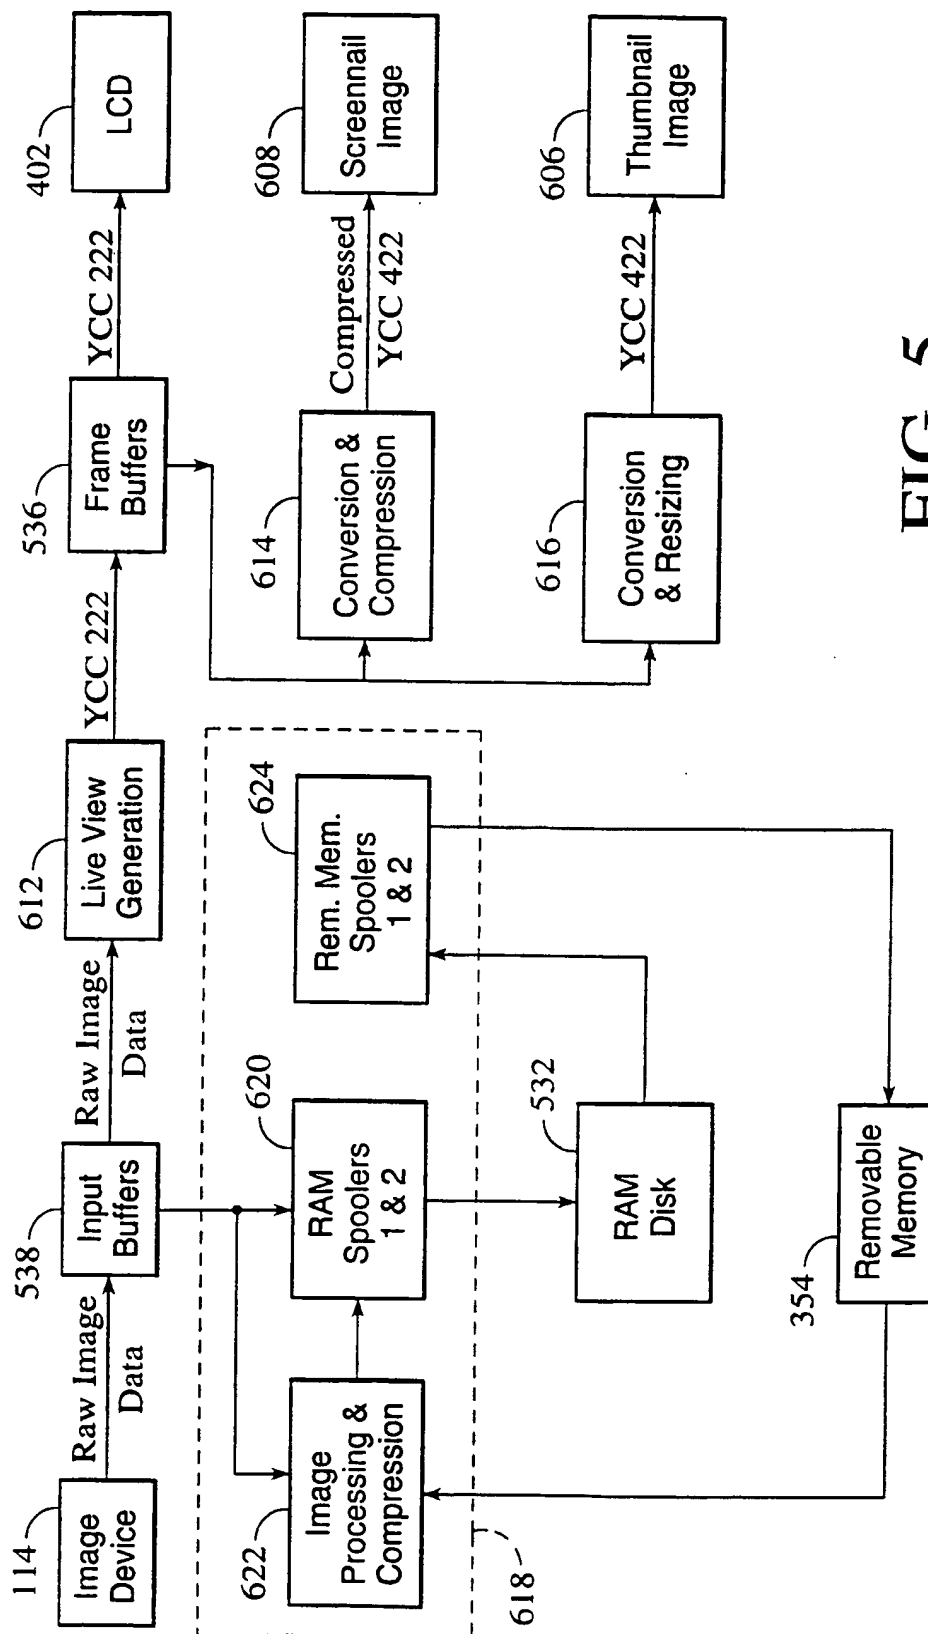 114
Image
Device
Raw Image
Data
538
Input
Buffers
Raw Image
Data
612
Live View
Generation
YCC 222
536
Frame
Buffers
YCC 222
402
LCD
622
Image
Processing &
Compression
620
RAM
Spoolers
1 & 2
624
Rem. Mem.
Spoolers
1 & 2
614
Conversion &
Compression
Compressed
YCC 422
608
Screennail
Image
618
532
RAM
Disk
616
Conversion
& Resizing
YCC 422
606
Thumbnail
Image
354
Removable
Memory
FIG. 5